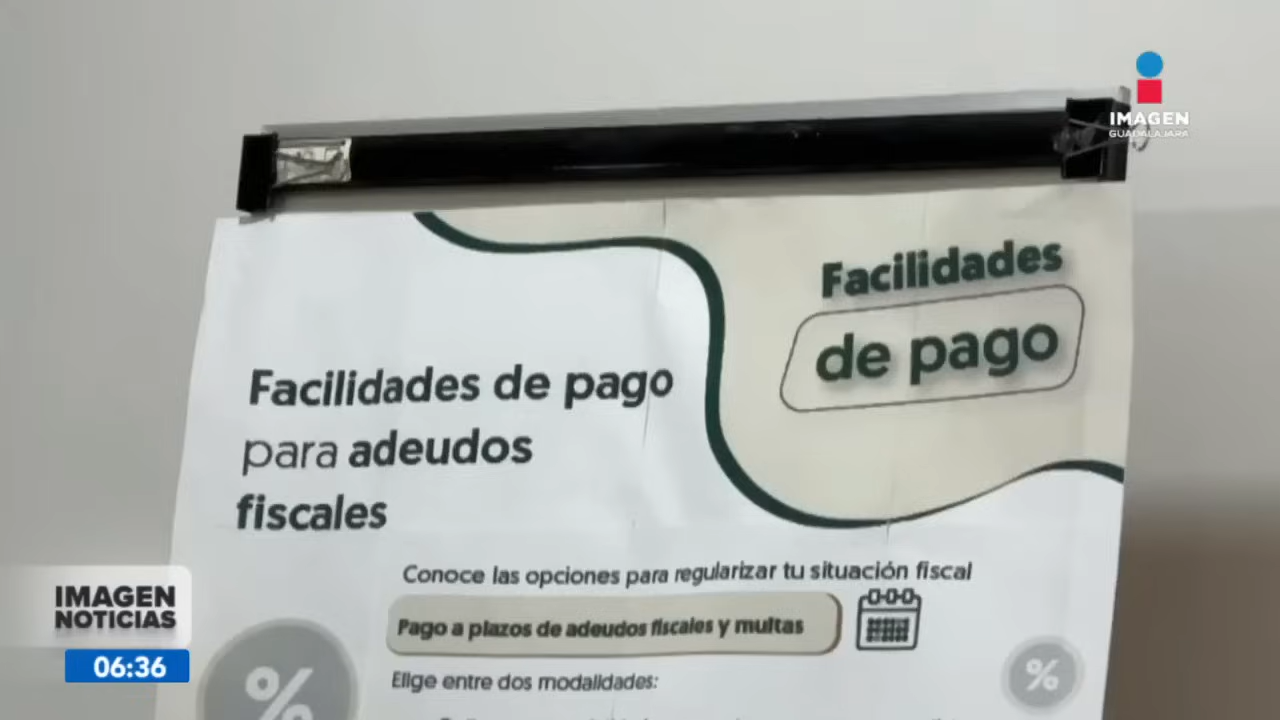 IMAGEN
GUADALAJARA
Facilidades
de pago
Facilidades de pago
para adeudos
fiscales
Conoce las opciones para regularizar tu situación fiscal
Pago a plazos de adeudos fiscales y multas
Elige entre dos modalidades:
%
%
IMAGEN
NOTICIAS
06:36